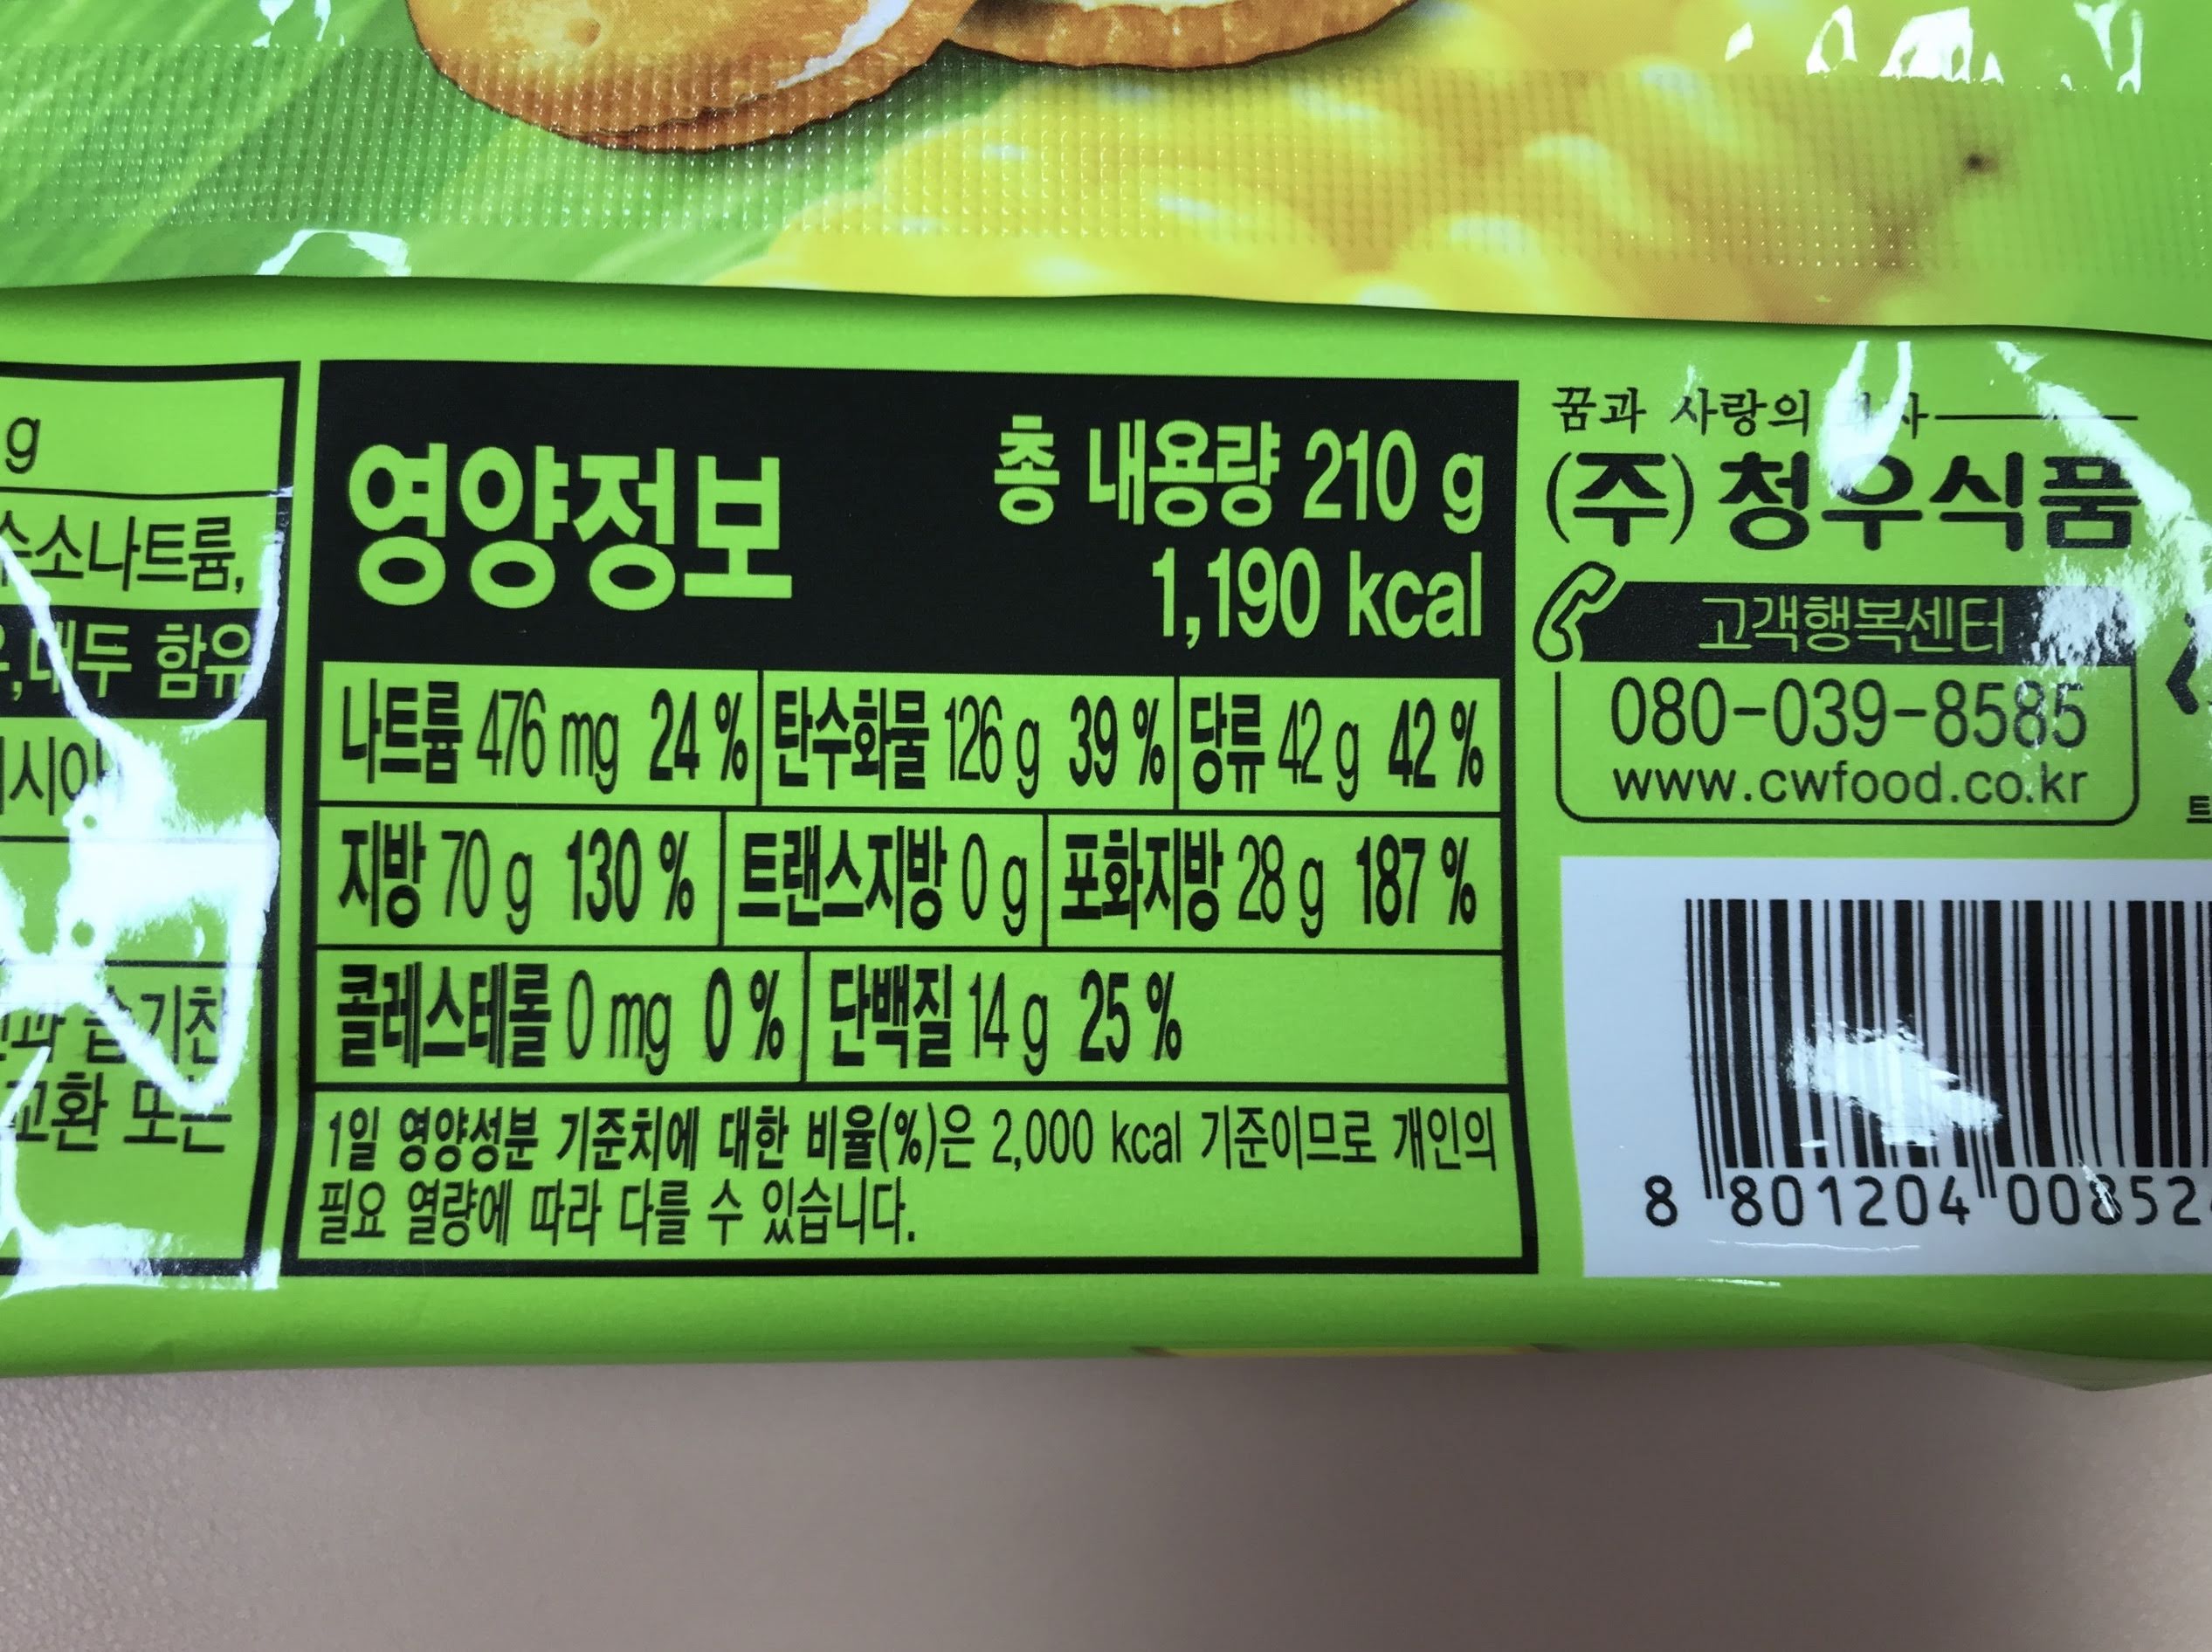 g
수소나트륨,
대두 함유
시아
교환 또는
영양정보
총 내용량 210 g
1,190 kcal
나트륨 476 mg 24 % 탄수화물 126 g 39 % 당류 42 g 42 %
지방 70 g 130 % 트랜스지방 0 g 포화지방 28 g 187 %
콜레스테롤 0 mg 0 % 단백질 14 g 25 %
1일 영양성분 기준치에 대한 비율(%)은 2,000 kcal 기준이므로 개인의
필요 열량에 따라 다를 수 있습니다.
꿈과 사랑의
(주) 청우식품
고객행복센터
080-039-8585
www.cwfood.co.kr
8 801204 00852